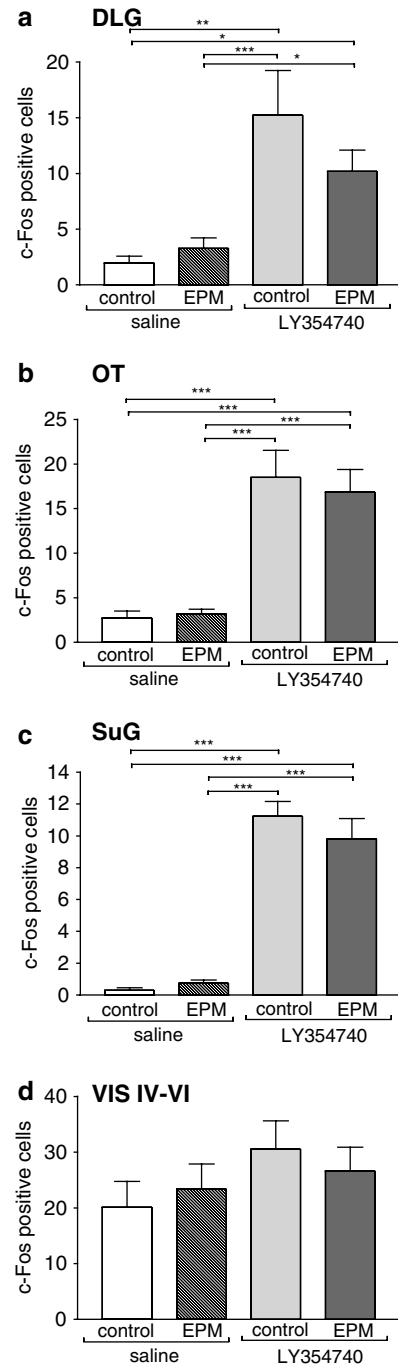 a DLG
**
*
***
*
c-Fos positive cells
20
15
10
5
0
control EPM control EPM
saline LY354740
b OT
***
***
***
***
c-Fos positive cells
25
20
15
10
5
0
control EPM control EPM
saline LY354740
c SuG
***
***
***
***
c-Fos positive cells
14
12
10
8
6
4
2
0
control EPM control EPM
saline LY354740
d VIS IV-VI
c-Fos positive cells
40
30
20
10
0
control EPM control EPM
saline LY354740